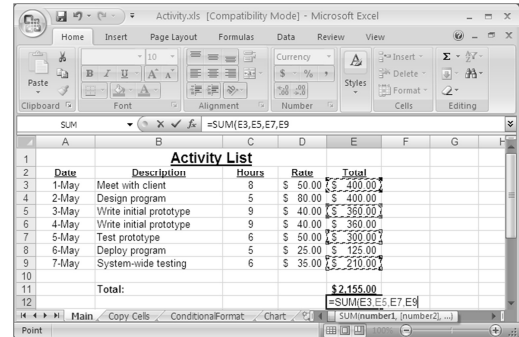 Activity.xls [Compatibility Mode] - Microsoft Excel
Home Insert Page Layout Formulas Data Review View
Paste
10
B I U A A
Currency
$ % ,
Styles
Insert
Delete
Format
Σ
Clipboard Font Alignment Number Cells Editing
SUM fx =SUM(E3,E5,E7,E9
A B C D E F G H
1 Activity List
2 Date Description Hours Rate Total
3 1-May Meet with client 8 $ 50.00 $ 400.00
4 2-May Design program 5 $ 80.00 $ 400.00
5 3-May Write initial prototype 9 $ 40.00 $ 360.00
6 4-May Write initial prototype 9 $ 40.00 $ 360.00
7 5-May Test prototype 6 $ 50.00 $ 300.00
8 6-May Deploy program 5 $ 25.00 $ 125.00
9 7-May System-wide testing 6 $ 35.00 $ 210.00
10
11 Total: $2,155.00
12 =SUM(E3,E5,E7,E9
Main Copy Cells ConditionalFormat Chart SUM(number1, [number2], ...)
Point 100%